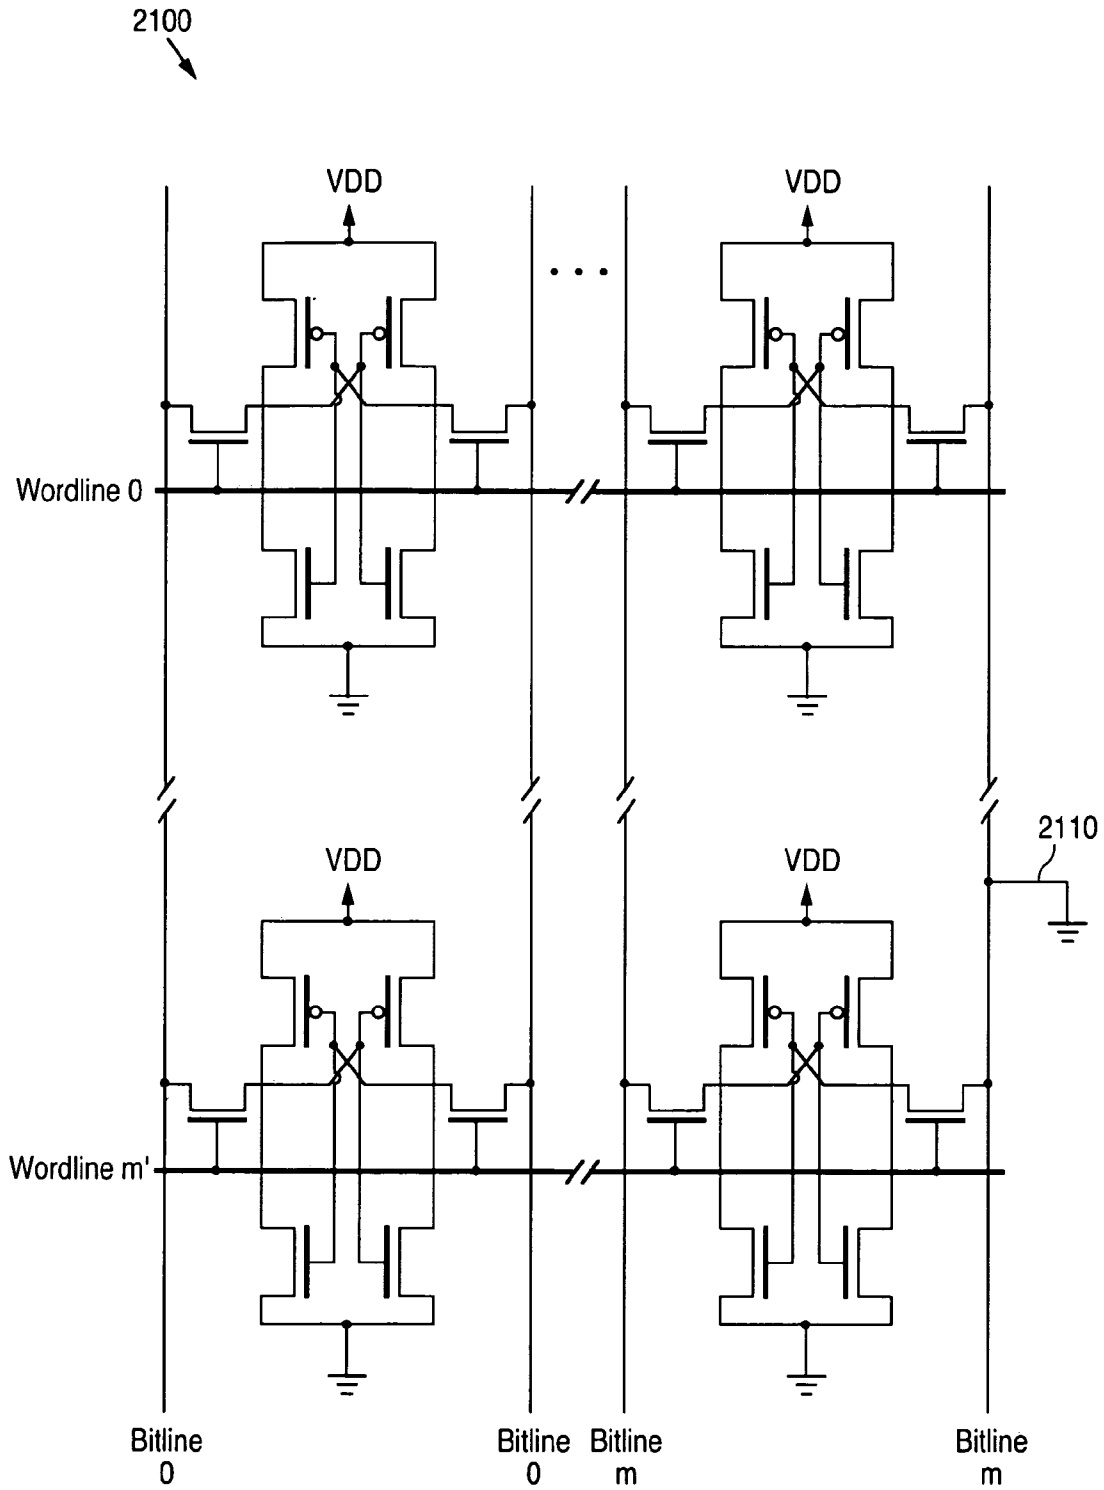 2100
VDD
VDD
• • •
Wordline 0
2110
VDD
VDD
Wordline m'
Bitline
0
Bitline
0
Bitline
m
Bitline
m